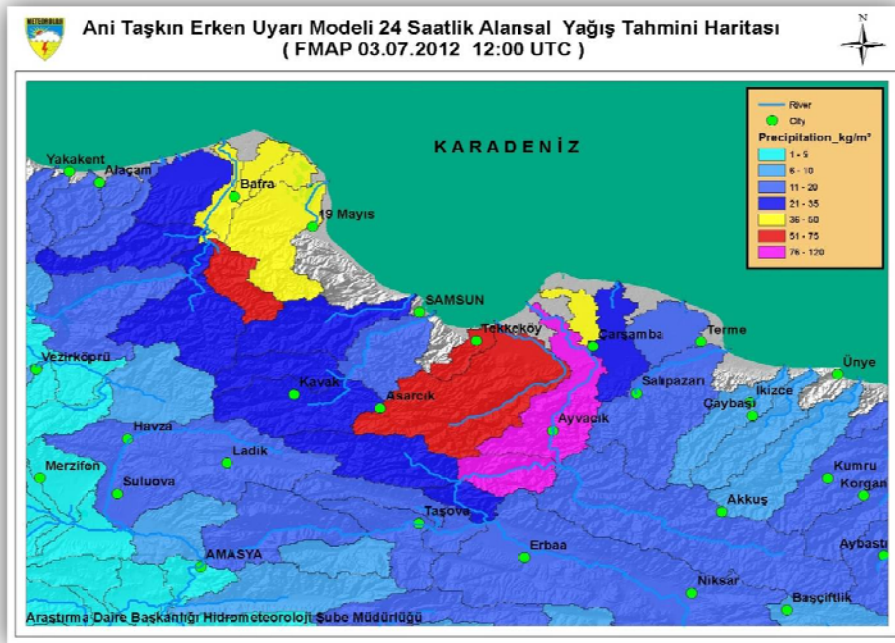 METEOROLOJİ
Ani Taşkın Erken Uyarı Modeli 24 Saatlik Alansal Yağış Tahmini Haritası
( FMAP 03.07.2012 12:00 UTC )
N
KARADENİZ
River
City
Precipitation_kg/m²
1 - 5
6 - 10
11 - 20
21 - 35
36 - 50
51 - 75
76 - 120
Yakakent
Alaçam
Bafra
19 Mayıs
SAMSUN
Tekkeköy
Çarşamba
Terme
Ünye
Vezirköprü
Kavak
Asarcık
Salıpazarı
İkizce
Çaybaşı
Ayvacık
Havza
Ladik
Merzifon
Suluova
Kumru
Korgan
Akkuş
Taşova
Erbaa
AMASYA
Aybastı
Niksar
Başçiftlik
Araştırma Daire Başkanlığı Hidrometeoroloji Şube Müdürlüğü